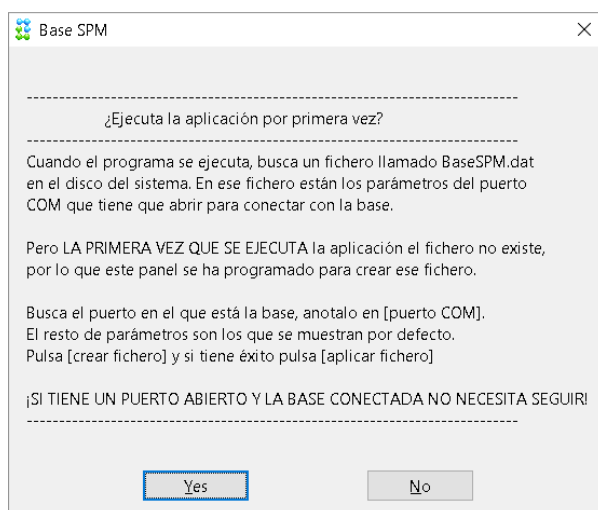 Base SPM
--------------------------------------------------------------------------
¿Ejecuta la aplicación por primera vez?
--------------------------------------------------------------------------
Cuando el programa se ejecuta, busca un fichero llamado BaseSPM.dat
en el disco del sistema. En ese fichero están los parámetros del puerto
COM que tiene que abrir para conectar con la base.
Pero LA PRIMERA VEZ QUE SE EJECUTA la aplicación el fichero no existe,
por lo que este panel se ha programado para crear ese fichero.
Busca el puerto en el que está la base, anotalo en [puerto COM].
El resto de parámetros son los que se muestran por defecto.
Pulsa [crear fichero] y si tiene éxito pulsa [aplicar fichero]
¡SI TIENE UN PUERTO ABIERTO Y LA BASE CONECTADA NO NECESITA SEGUIR!
--------------------------------------------------------------------------
Yes No